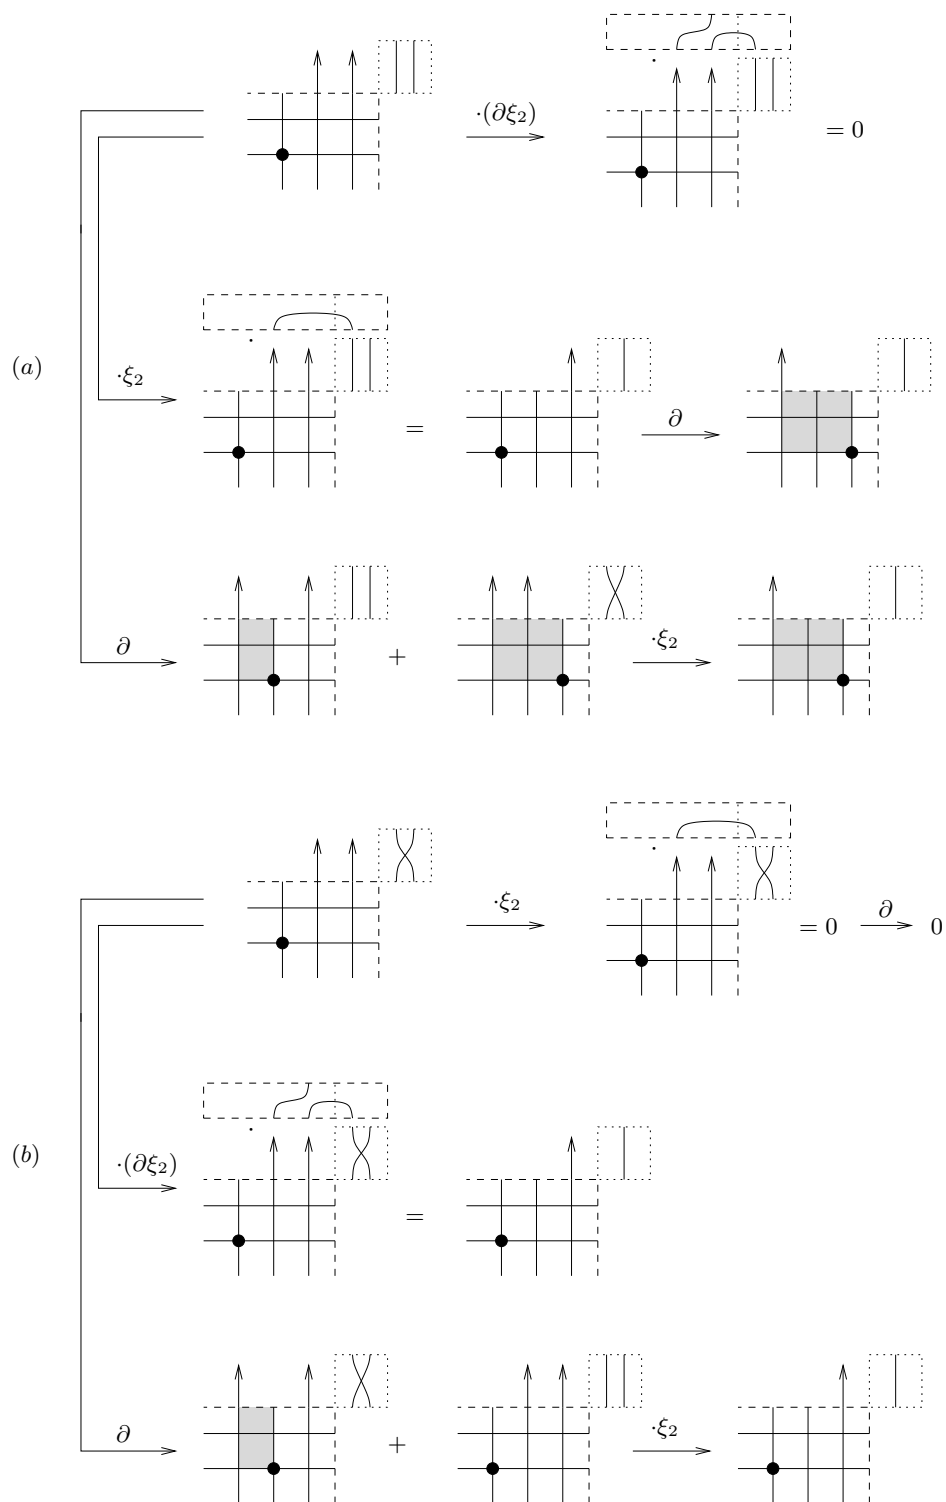 ·(∂ξ₂)
= 0
(a)
·ξ₂
=
∂
∂
+
·ξ₂
·ξ₂
= 0
∂
0
(b)
·(∂ξ₂)
=
∂
+
·ξ₂